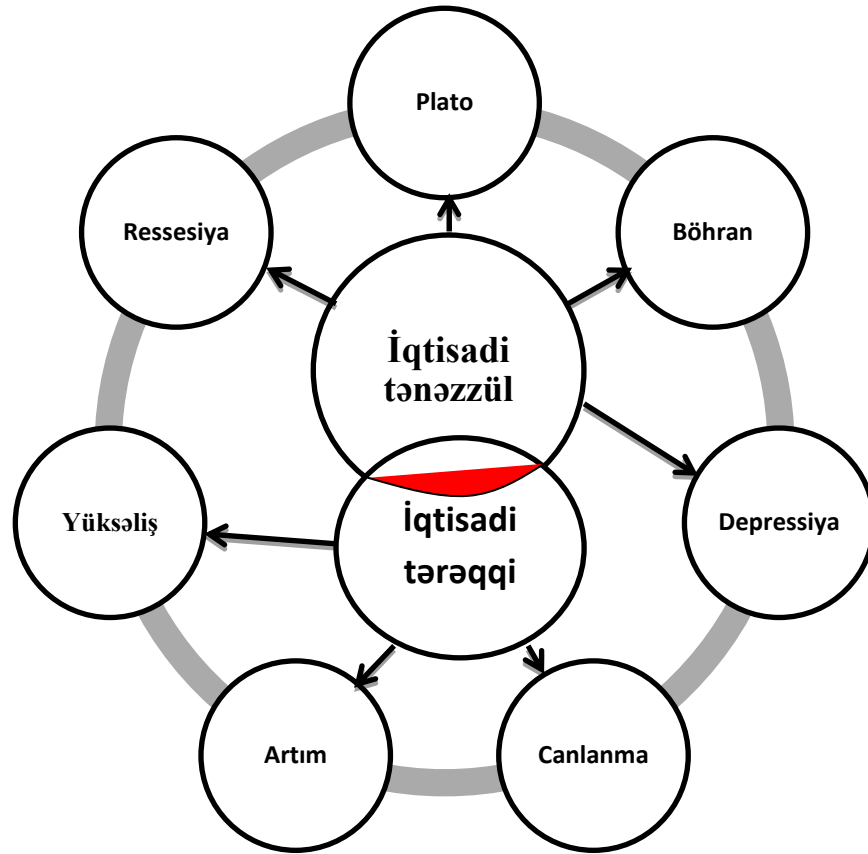 Plato
Ressesiya
Böhran
İqtisadi
tənəzzül
Yüksəliş
İqtisadi
tərəqqi
Depressiya
Artım
Canlanma